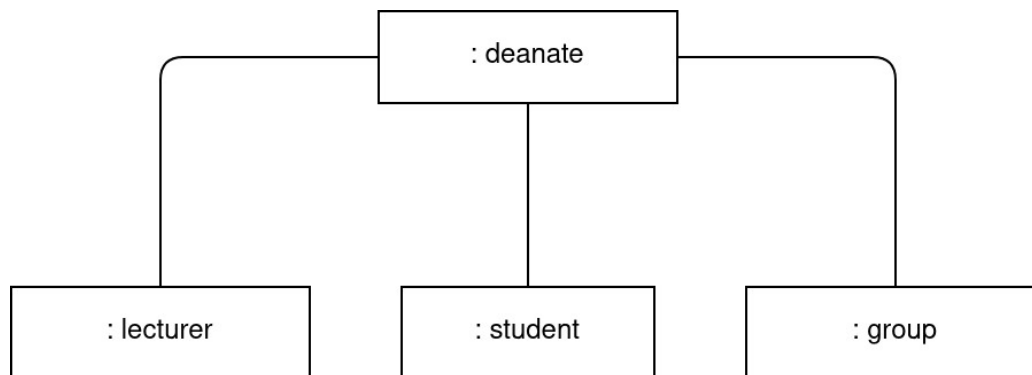 : deanate
: lecturer
: student
: group